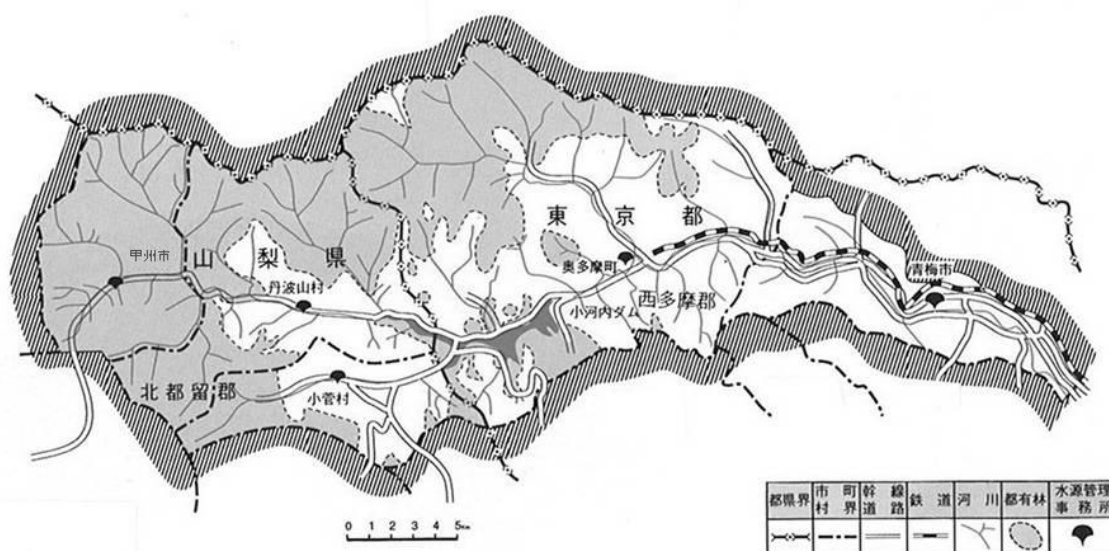 東京都
甲州市
山梨県
奥多摩町
青梅市
丹波山村
西多摩郡
小河内ダム
北都留郡
小菅村
0 1 2 3 4 5km
都県界
市町村界
幹線道路
鉄道
河川
都有林
水源管理事務所